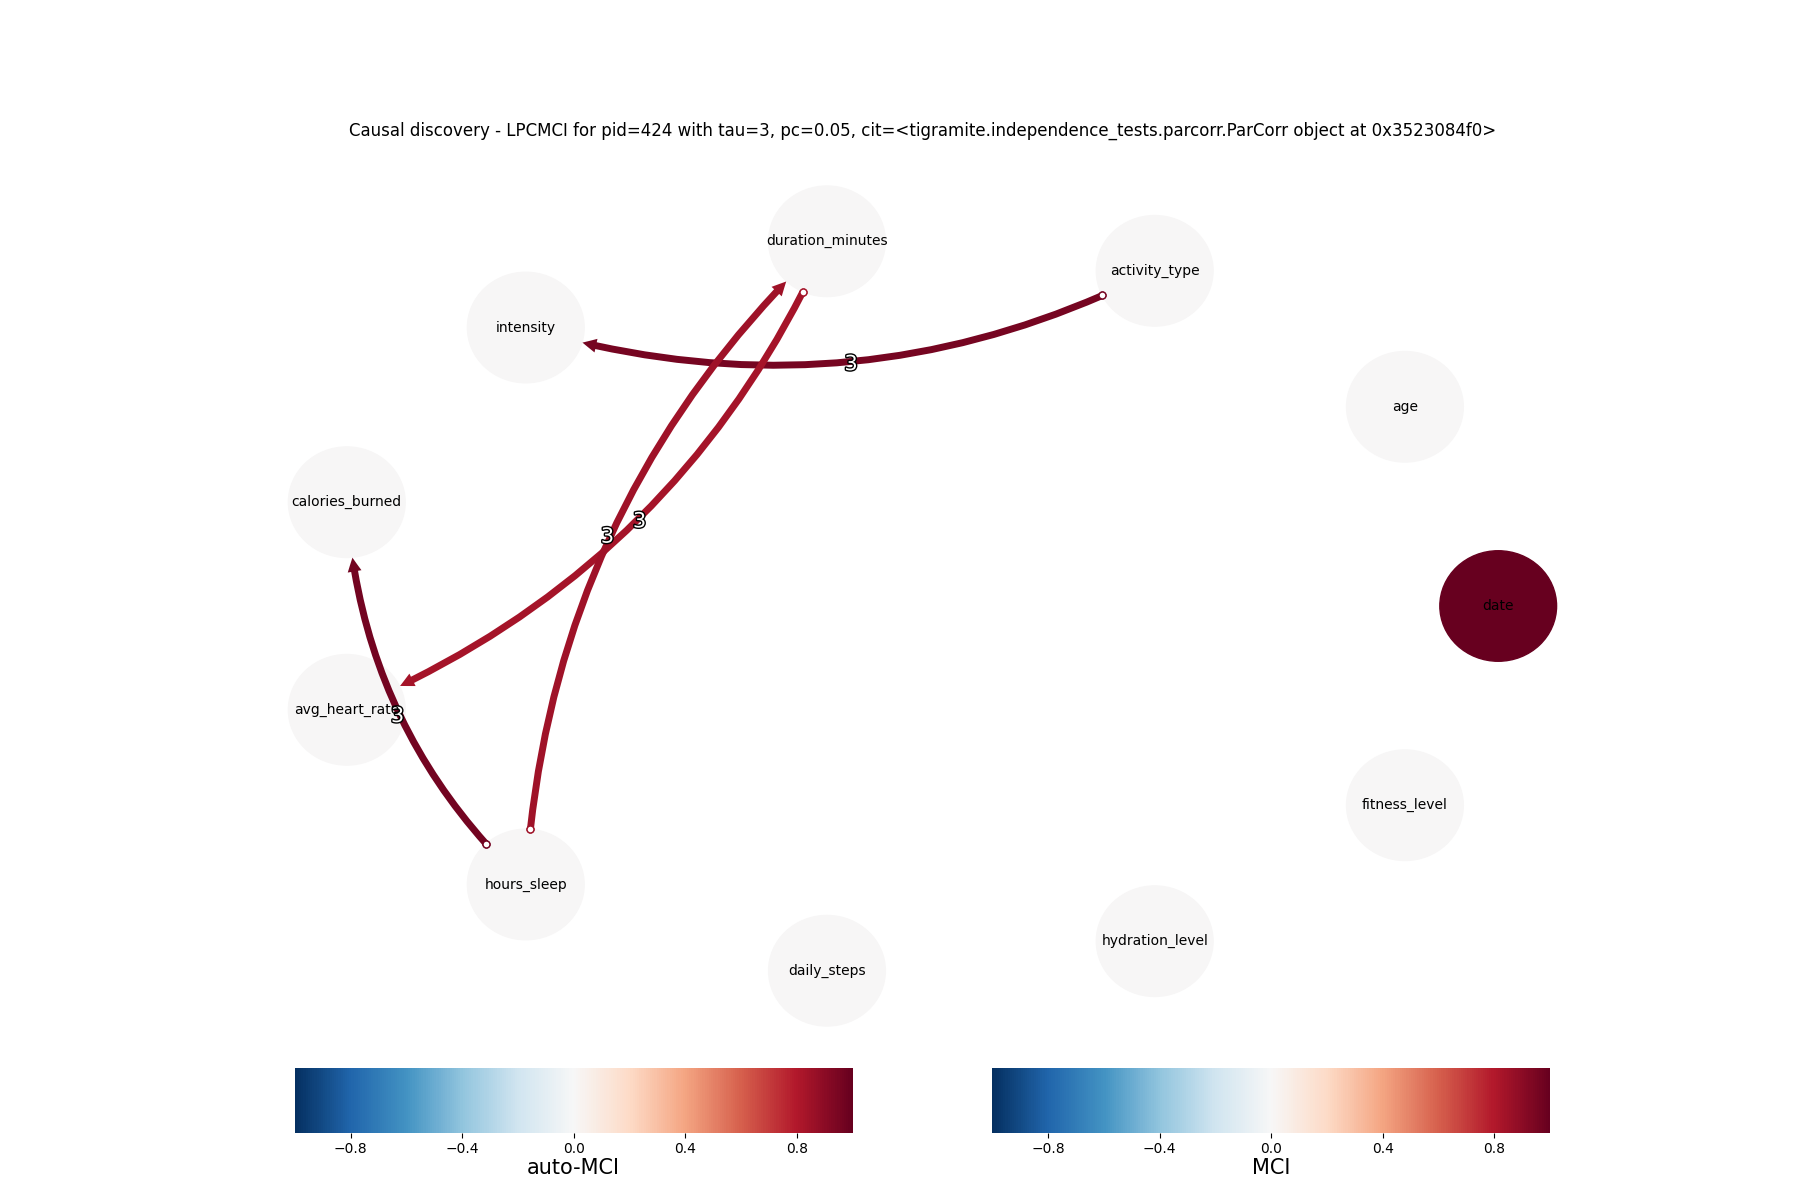 Causal discovery - LPCMCI for pid=424 with tau=3, pc=0.05, cit=<tigramite.independence_tests.parcorr.ParCorr object at 0x3523084f0>
duration_minutes
activity_type
intensity
3
age
calories_burned
3
3
date
avg_heart_rate
3
fitness_level
hours_sleep
hydration_level
daily_steps
−0.8 −0.4 0.0 0.4 0.8
auto-MCI
−0.8 −0.4 0.0 0.4 0.8
MCI